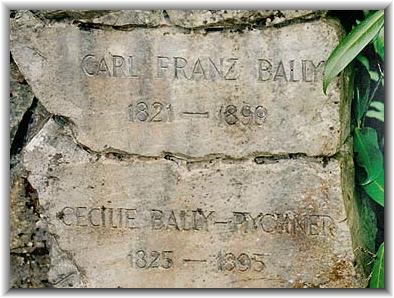 CARL FRANZ BALLY
1821 — 1899
CECILIE BALLY-RYCHNER
1825 — 1895